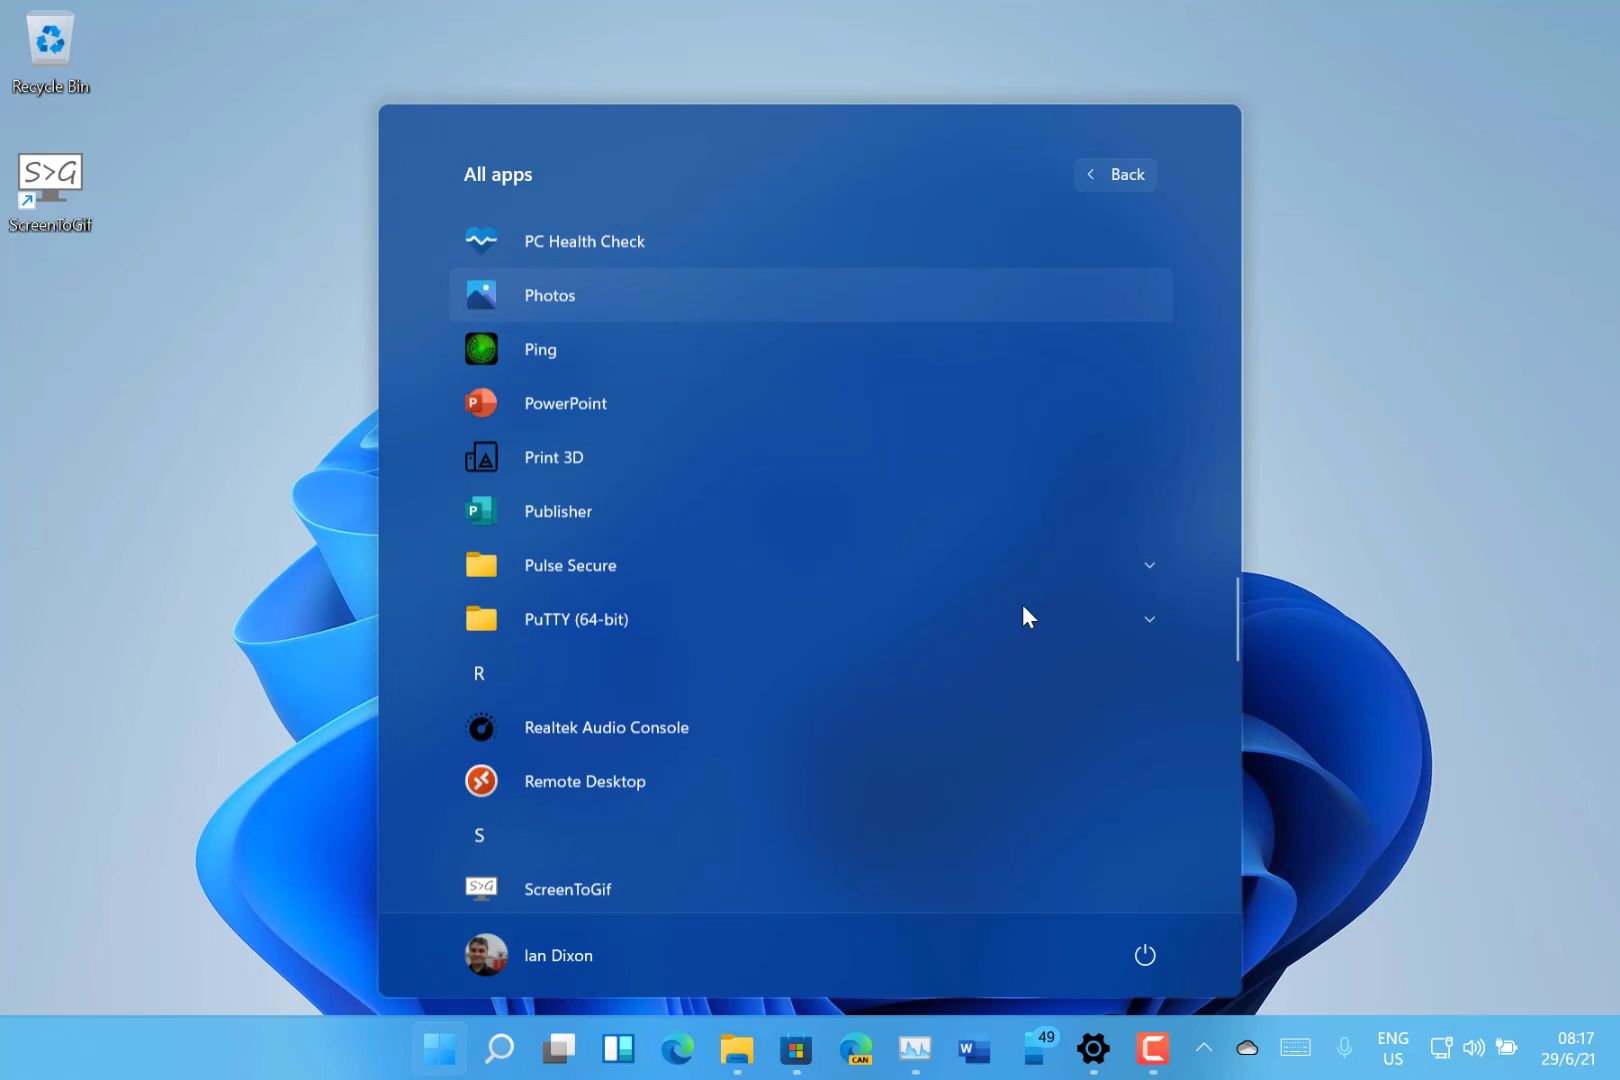 Recycle Bin
S>G
ScreenToGif
All apps
Back
PC Health Check
Photos
Ping
P
PowerPoint
Print 3D
P
Publisher
Pulse Secure
PuTTY (64-bit)
R
Realtek Audio Console
Remote Desktop
S
S>G
ScreenToGif
Ian Dixon
CAN
W
49
ENG
US
08:17
29/6/21